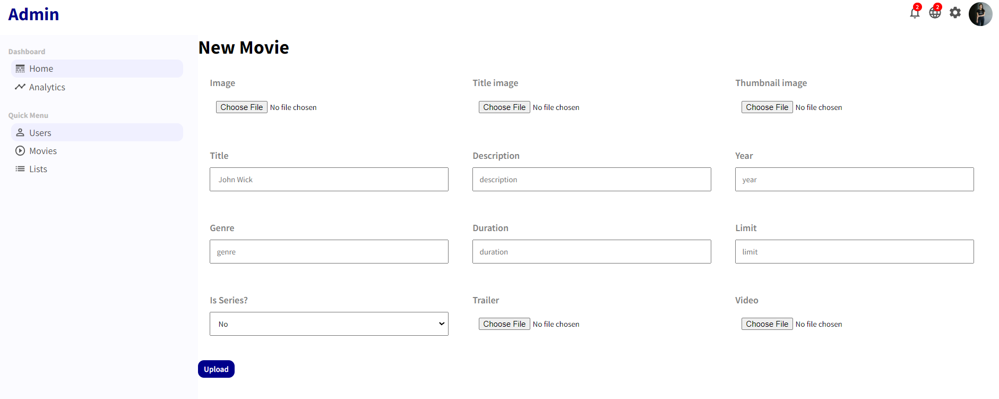 Admin
2 2
Dashboard
Home
Analytics
Quick Menu
Users
Movies
Lists
New Movie
Image Title image Thumbnail image
Choose File No file chosen Choose File No file chosen Choose File No file chosen
Title Description Year
John Wick description year
Genre Duration Limit
genre duration limit
Is Series? Trailer Video
No Choose File No file chosen Choose File No file chosen
Upload